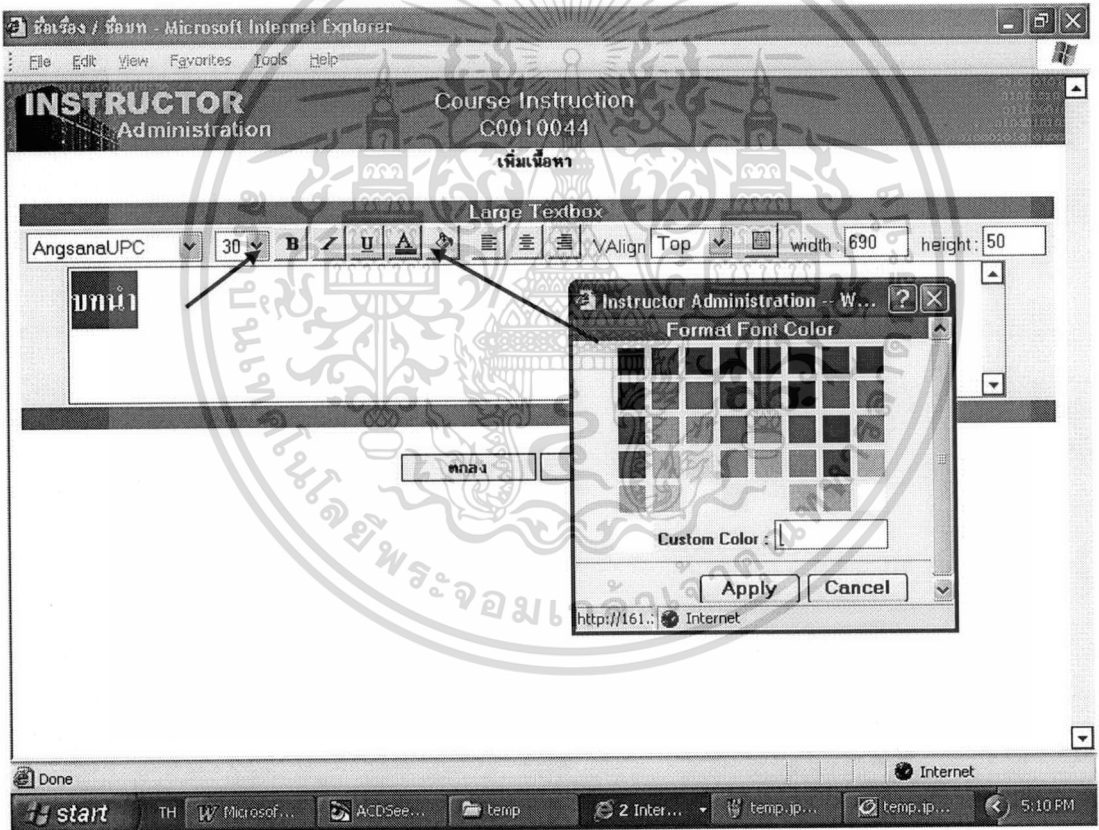 ชื่อเรื่อง / ชื่อบท - Microsoft Internet Explorer
File Edit View Favorites Tools Help
INSTRUCTOR
Administration
Course Instruction
C0010044
เพิ่มเนื้อหา
Large Textbox
AngsanaUPC 30 B I U A VAlign Top width : 690 height : 50
บทนำ
Instructor Administration -- W...
Format Font Color
ตกลง
Custom Color :
Apply Cancel
http://161.: Internet
Done Internet
start TH Microsof... ACDSee... temp 2 Inter... temp.jp... temp.jp... 5:10 PM